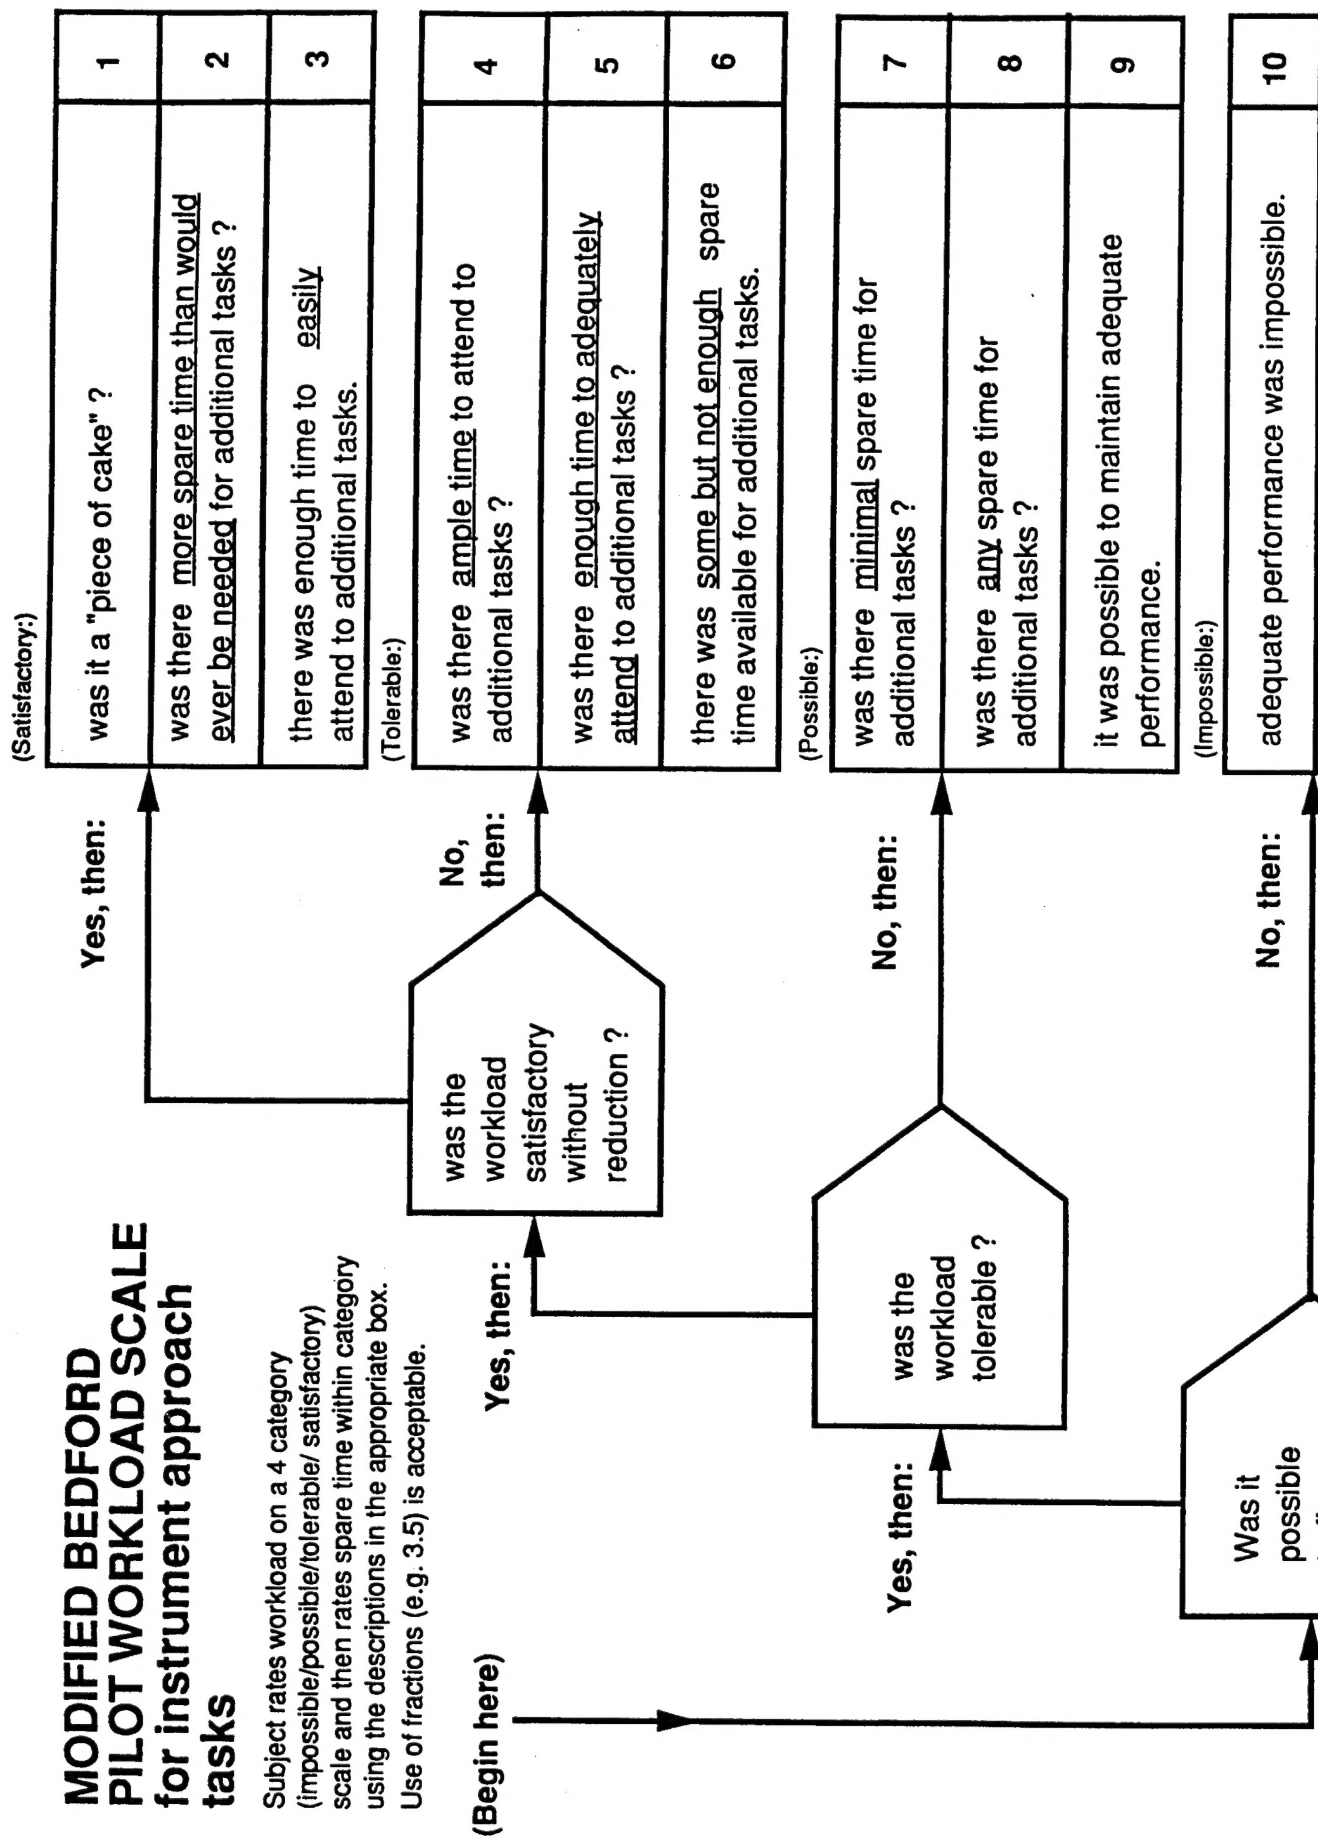 MODIFIED BEDFORD
PILOT WORKLOAD SCALE
for instrument approach
tasks
Subject rates workload on a 4 category
(impossible/possible/tolerable/ satisfactory)
scale and then rates spare time within category
using the descriptions in the appropriate box.
Use of fractions (e.g. 3.5) is acceptable.
(Begin here)
Yes, then:
(Satisfactory:)
was it a "piece of cake" ?
1
was there more spare time than would
ever be needed for additional tasks ?
2
there was enough time to easily
attend to additional tasks.
3
was the
workload
satisfactory
without
reduction ?
No,
then:
(Tolerable:)
was there ample time to attend to
additional tasks ?
4
was there enough time to adequately
attend to additional tasks ?
5
there was some but not enough spare
time available for additional tasks.
6
Yes, then:
was the
workload
tolerable ?
No, then:
(Possible:)
was there minimal spare time for
additional tasks ?
7
was there any spare time for
additional tasks ?
8
it was possible to maintain adequate
performance.
9
Yes, then:
Was it
possible
No, then:
(Impossible:)
adequate performance was impossible.
10